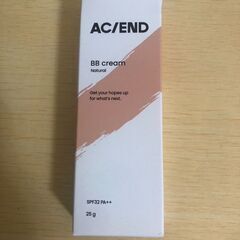 AC/END
BB cream
Natural
Get your hopes up
for what's next.
SPF32 PA++
25 g